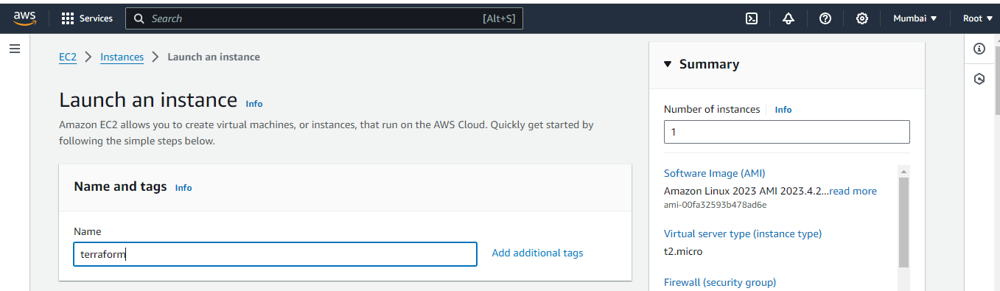 aws Services Search [Alt+S] Mumbai ▼ Root ▼
EC2 > Instances > Launch an instance
Launch an instance Info
Amazon EC2 allows you to create virtual machines, or instances, that run on the AWS Cloud. Quickly get started by
following the simple steps below.
Name and tags Info
Name
terraform
Add additional tags
▼ Summary
Number of instances Info
1
Software Image (AMI)
Amazon Linux 2023 AMI 2023.4.2...read more
ami-00fa32593b478ad6e
Virtual server type (instance type)
t2.micro
Firewall (security group)